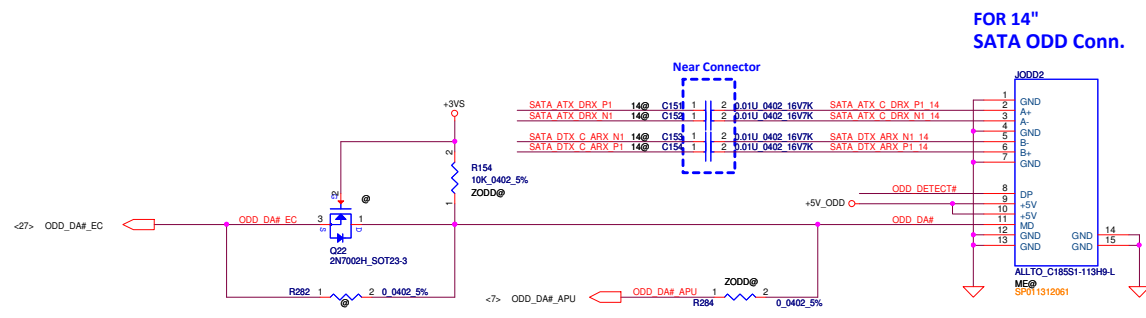 FOR 14"
SATA ODD Conn.
Near Connector
JODD2
+3VS
SATA_ATX_DRX_P1 14@ C151 1 2 0.01U_0402_16V7K SATA_ATX_C_DRX_P1_14
SATA_ATX_DRX_N1 14@ C152 1 2 0.01U_0402_16V7K SATA_ATX_C_DRX_N1_14
SATA_DTX_C_ARX_N1 14@ C153 1 2 0.01U_0402_16V7K SATA_DTX_ARX_N1_14
SATA_DTX_C_ARX_P1 14@ C154 1 2 0.01U_0402_16V7K SATA_DTX_ARX_P1_14
1 GND
2 A+
3 A-
4 GND
5 B-
6 B+
7 GND
2
R154
10K_0402_5%
ZODD@
1
ODD_DETECT# 8 DP
+5V_ODD 9 +5V
10 +5V
ODD_DA# 11 MD
12 GND GND 14
13 GND GND 15
@
<27> ODD_DA#_EC ODD_DA#_EC 3 S D 1
Q22
2N7002H_SOT23-3
ALLTO_C185S1-113H9-L
ME@
SP011312061
R282 1 2 0_0402_5%
@
ZODD@
<7> ODD_DA#_APU ODD_DA#_APU 1 2
R284 0_0402_5%